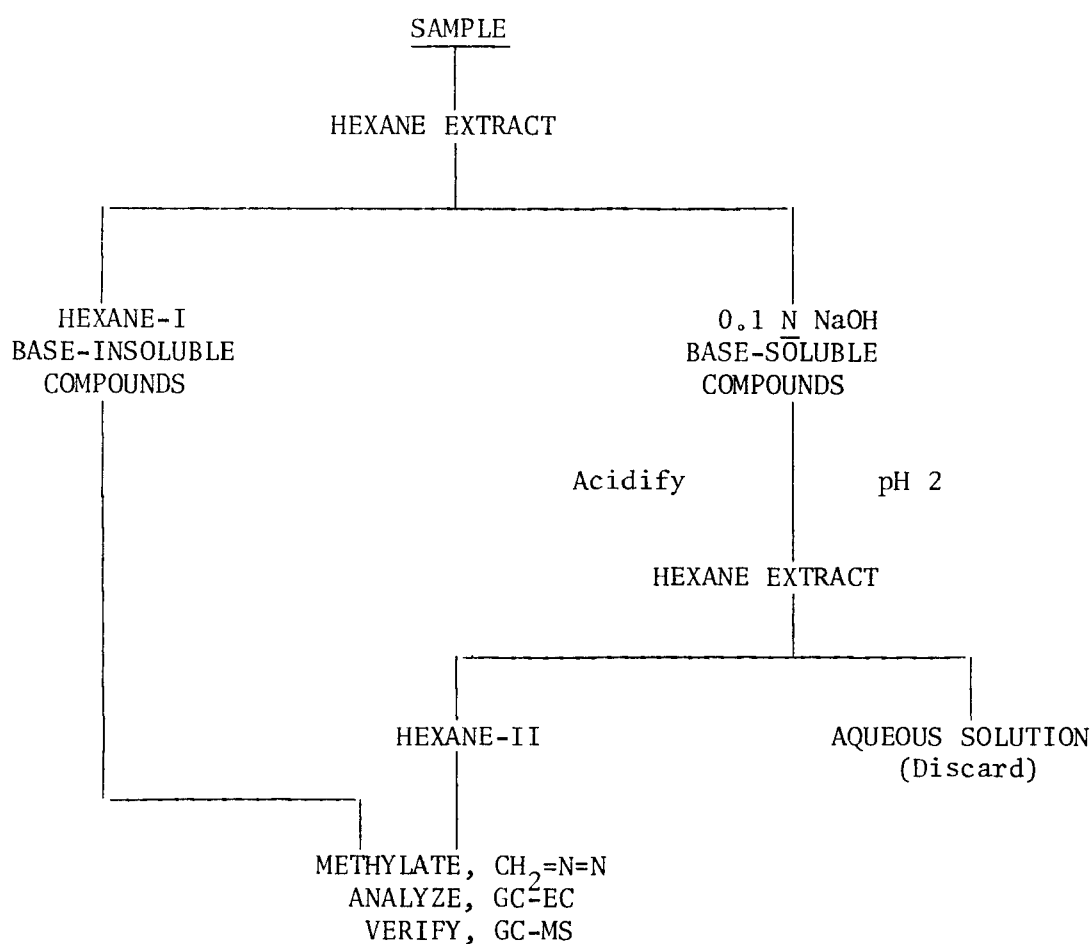 SAMPLE
HEXANE EXTRACT
HEXANE-I
BASE-INSOLUBLE
COMPOUNDS
0.1 N NaOH
BASE-SOLUBLE
COMPOUNDS
Acidify pH 2
HEXANE EXTRACT
HEXANE-II
AQUEOUS SOLUTION
(Discard)
METHYLATE, CH2=N=N
ANALYZE, GC-EC
VERIFY, GC-MS